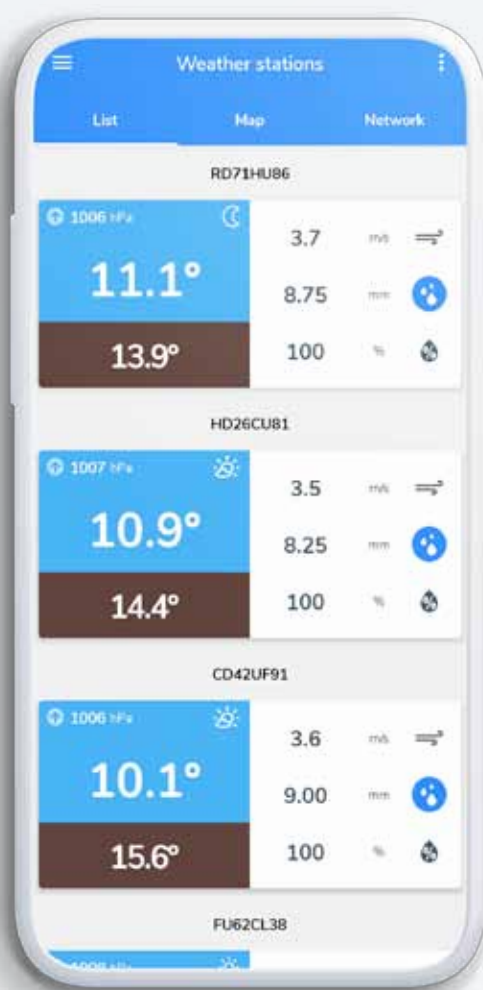 Weather stations
List Map Network
RD71HU86
1006 hPa
11.1°
13.9°
3.7 m/s
8.75 mm
100 %
HD26CU81
1007 hPa
10.9°
14.4°
3.5 m/s
8.25 mm
100 %
CD42UF91
1006 hPa
10.1°
15.6°
3.6 m/s
9.00 mm
100 %
FU62CL38